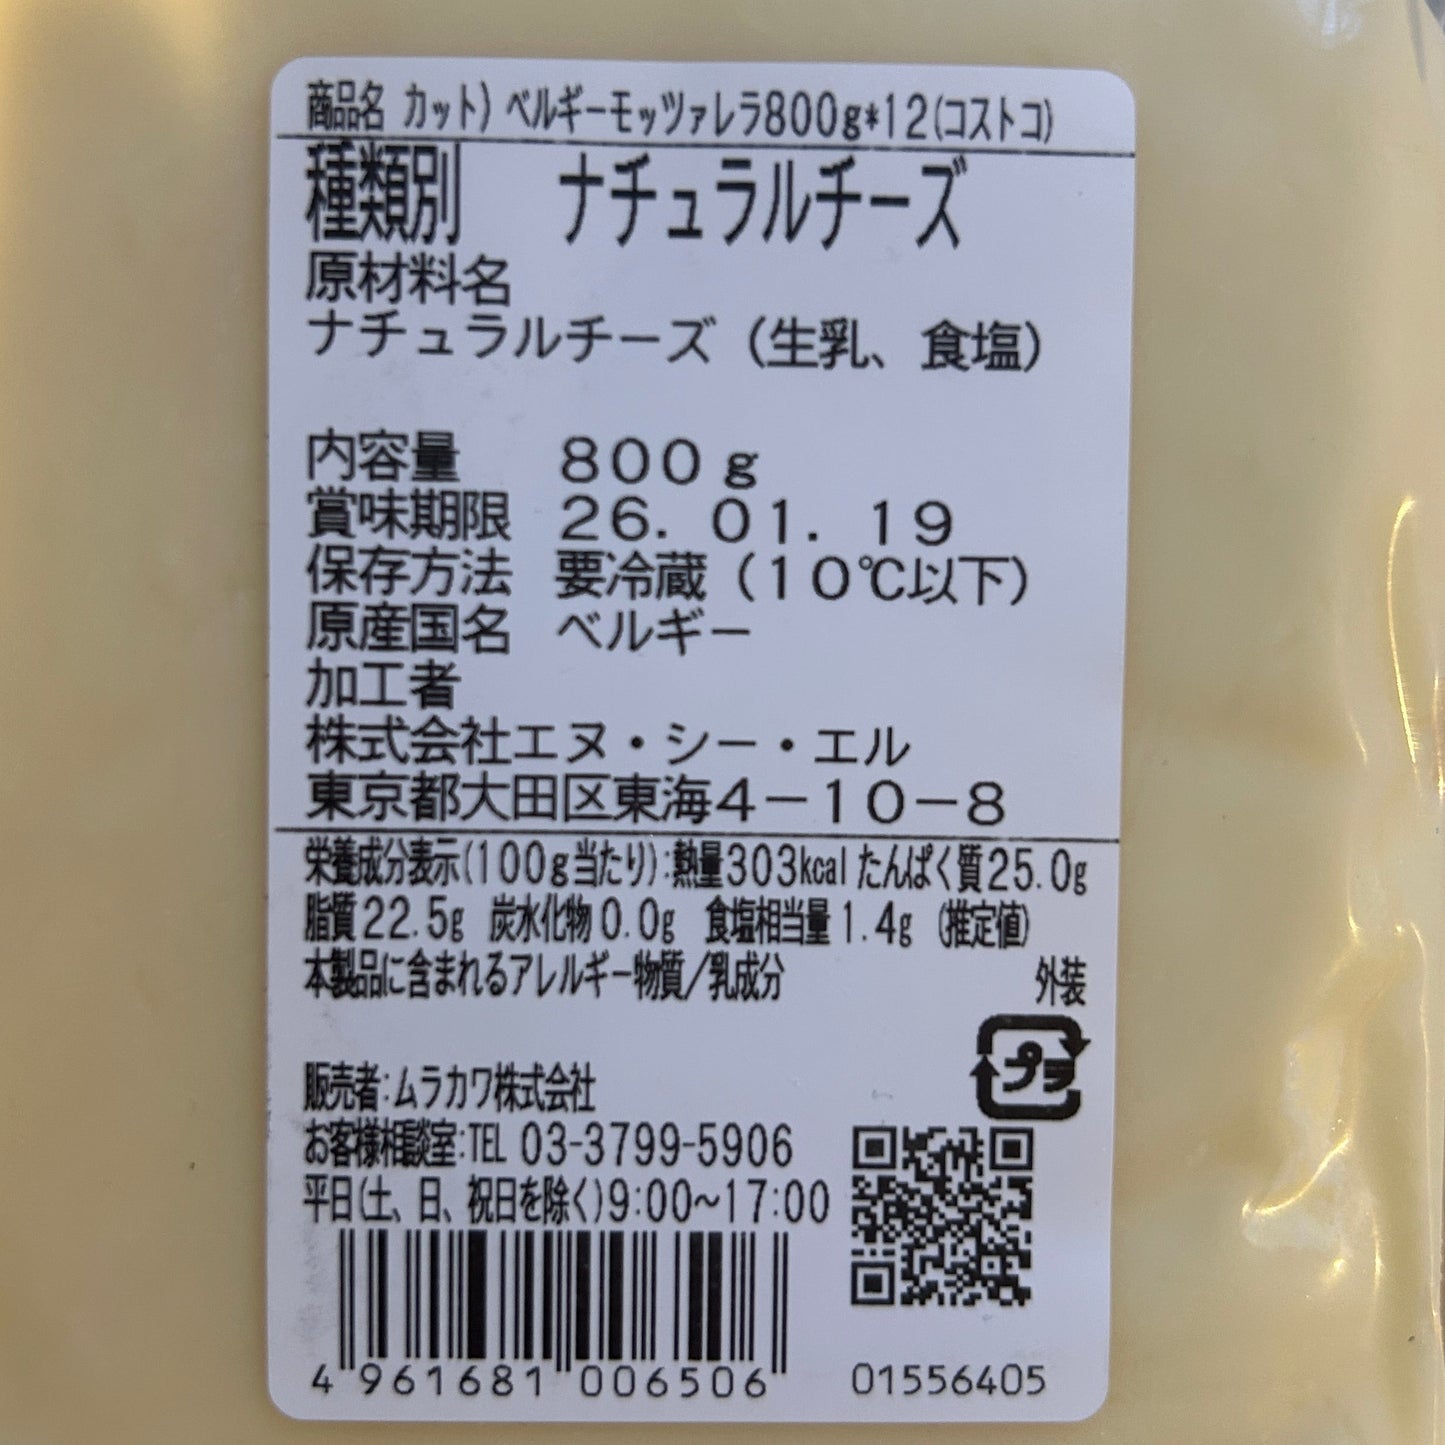 商品名 カット) ベルギーモッツァレラ800g*12(コストコ)
種類別 ナチュラルチーズ
原材料名
ナチュラルチーズ（生乳、食塩）
内容量 ８００ｇ
賞味期限 26. 01. 19
保存方法 要冷蔵（１０℃以下）
原産国名 ベルギー
加工者
株式会社エヌ・シー・エル
東京都大田区東海４－１０－８
栄養成分表示(100g当たり):熱量303kcal たんぱく質25.0g
脂質22.5g 炭水化物0.0g 食塩相当量1.4g (推定値)
本製品に含まれるアレルギー物質/乳成分
外装
プラ
販売者:ムラカワ株式会社
お客様相談室:TEL 03-3799-5906
平日(土、日、祝日を除く)9:00~17:00
4 961681 006506
01556405